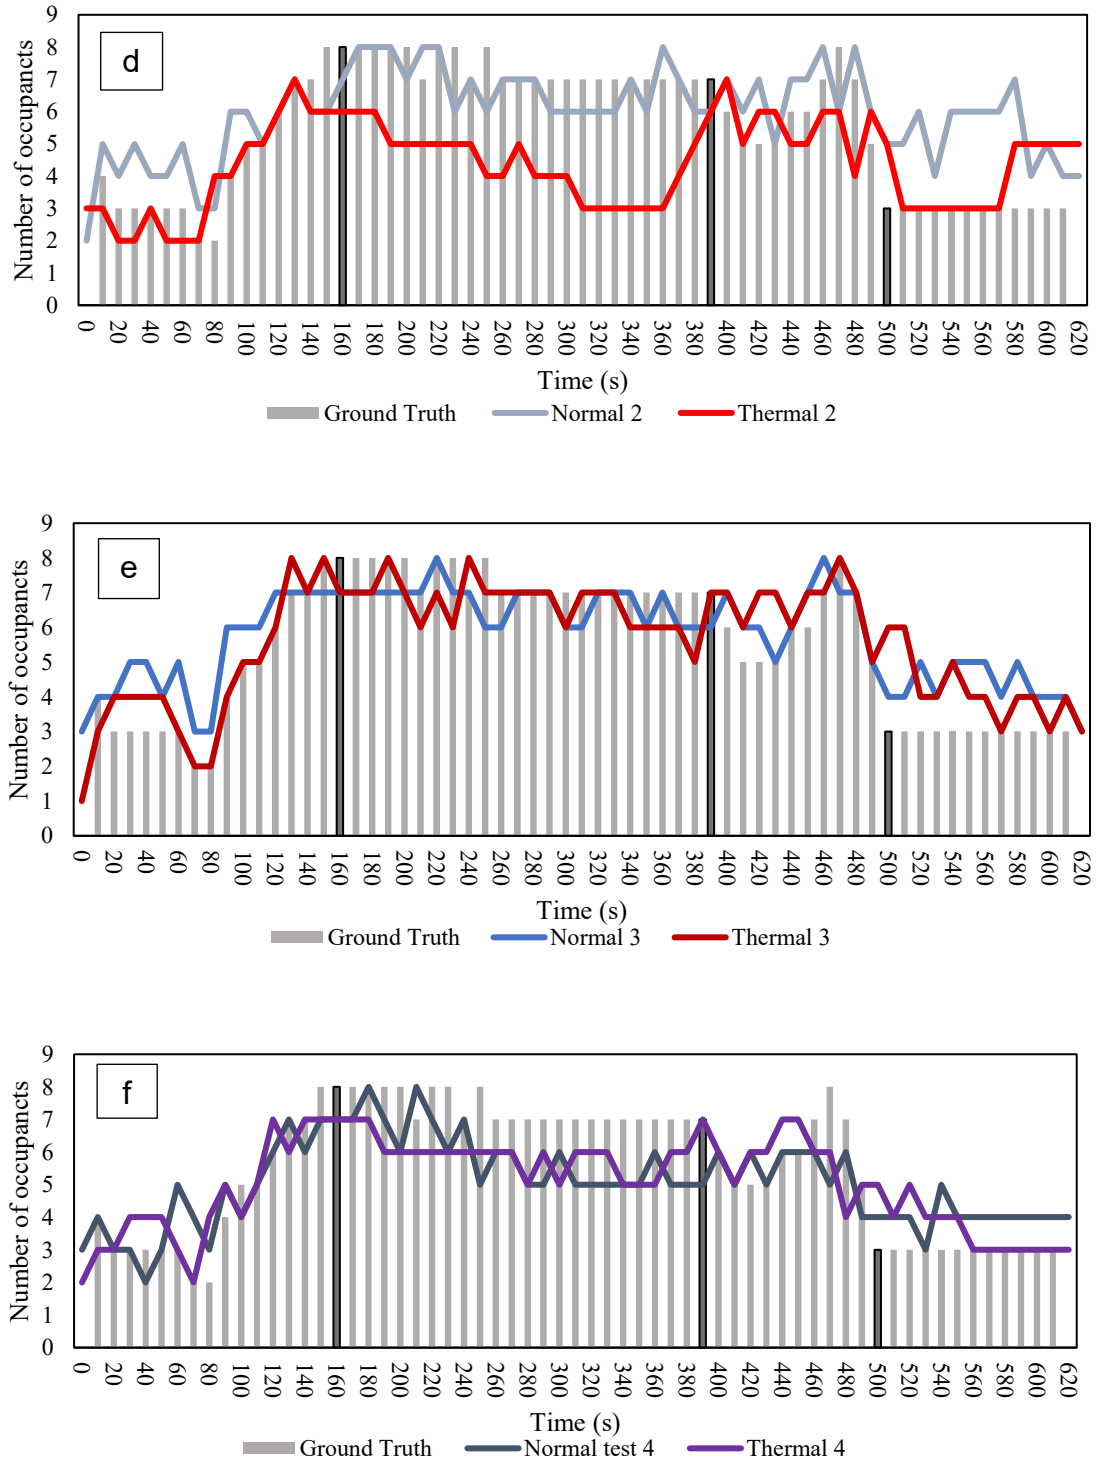 d
Number of occupancts
9
8
7
6
5
4
3
2
1
0
0 20 40 60 80 100 120 140 160 180 200 220 240 260 280 300 320 340 360 380 400 420 440 460 480 500 520 540 560 580 600 620
Time (s)
Ground Truth Normal 2 Thermal 2
e
Number of occupancts
9
8
7
6
5
4
3
2
1
0
0 20 40 60 80 100 120 140 160 180 200 220 240 260 280 300 320 340 360 380 400 420 440 460 480 500 520 540 560 580 600 620
Time (s)
Ground Truth Normal 3 Thermal 3
f
Number of occupancts
9
8
7
6
5
4
3
2
1
0
0 20 40 60 80 100 120 140 160 180 200 220 240 260 280 300 320 340 360 380 400 420 440 460 480 500 520 540 560 580 600 620
Time (s)
Ground Truth Normal test 4 Thermal 4